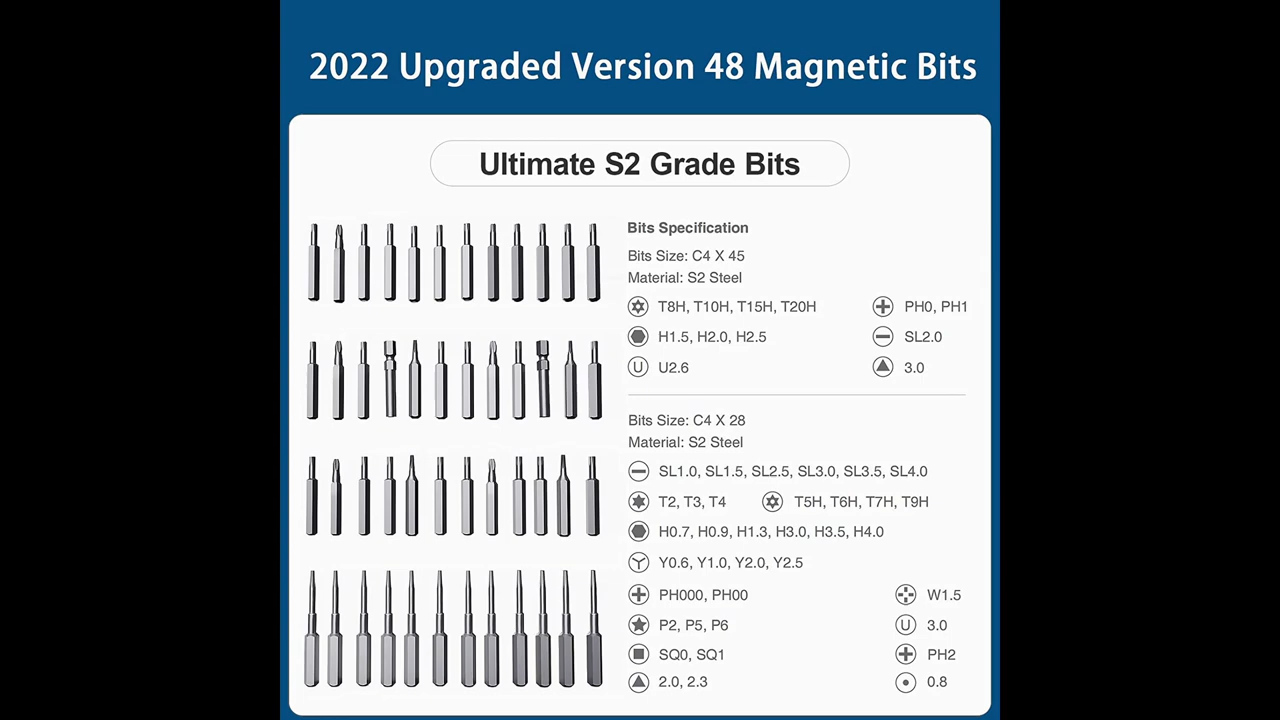 2022 Upgraded Version 48 Magnetic Bits
Ultimate S2 Grade Bits
Bits Specification
Bits Size: C4 X 45
Material: S2 Steel
T8H, T10H, T15H, T20H PH0, PH1
H1.5, H2.0, H2.5 SL2.0
U U2.6 3.0
Bits Size: C4 X 28
Material: S2 Steel
SL1.0, SL1.5, SL2.5, SL3.0, SL3.5, SL4.0
T2, T3, T4 T5H, T6H, T7H, T9H
H0.7, H0.9, H1.3, H3.0, H3.5, H4.0
Y0.6, Y1.0, Y2.0, Y2.5
PH000, PH00 W1.5
P2, P5, P6 U 3.0
SQ0, SQ1 PH2
2.0, 2.3 0.8